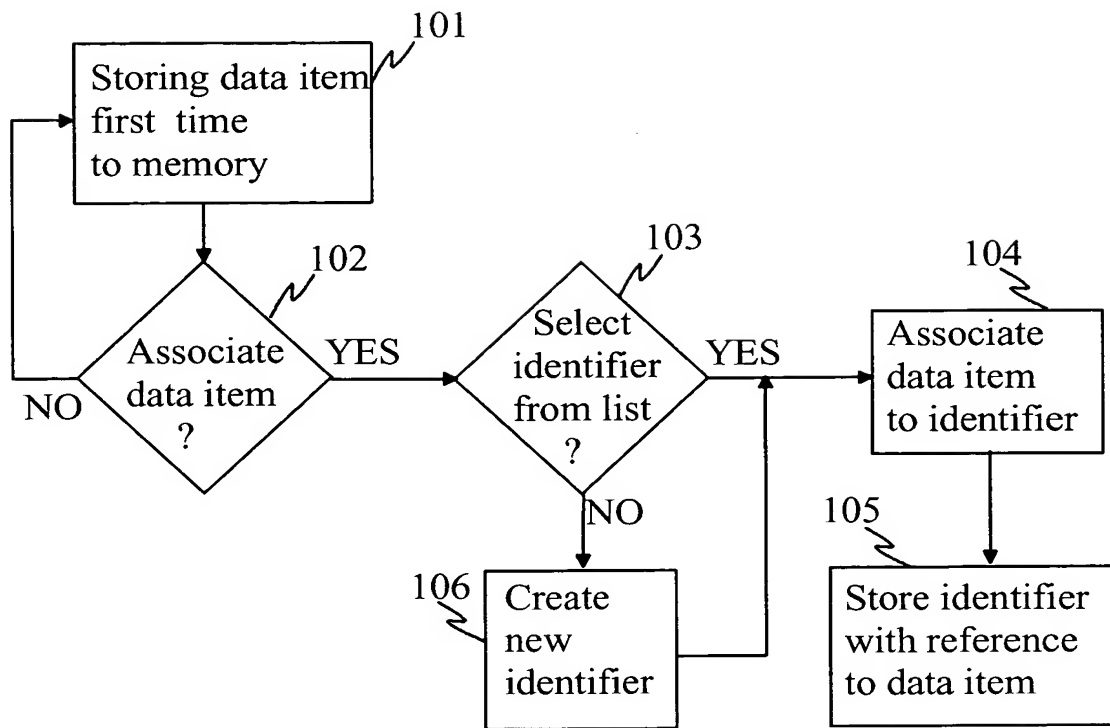 101
Storing data item
first time
to memory
102
Associate
data item
?
YES
NO
103
Select
identifier
from list
?
YES
NO
104
Associate
data item
to identifier
105
Store identifier
with reference
to data item
106
Create
new
identifier